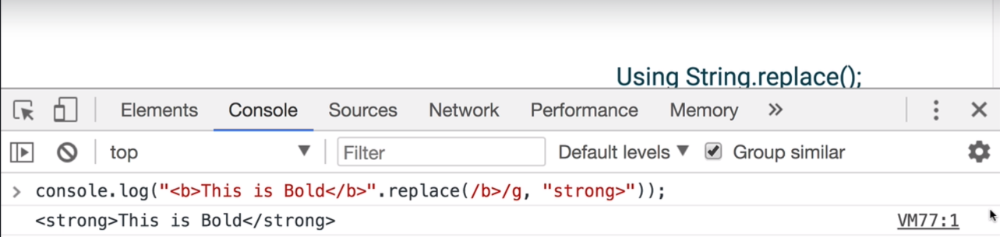 Using String.replace();
Elements Console Sources Network Performance Memory »
top Filter Default levels Group similar
> console.log("<b>This is Bold</b>".replace(/b>/g, "strong>"));
<strong>This is Bold</strong> VM77:1